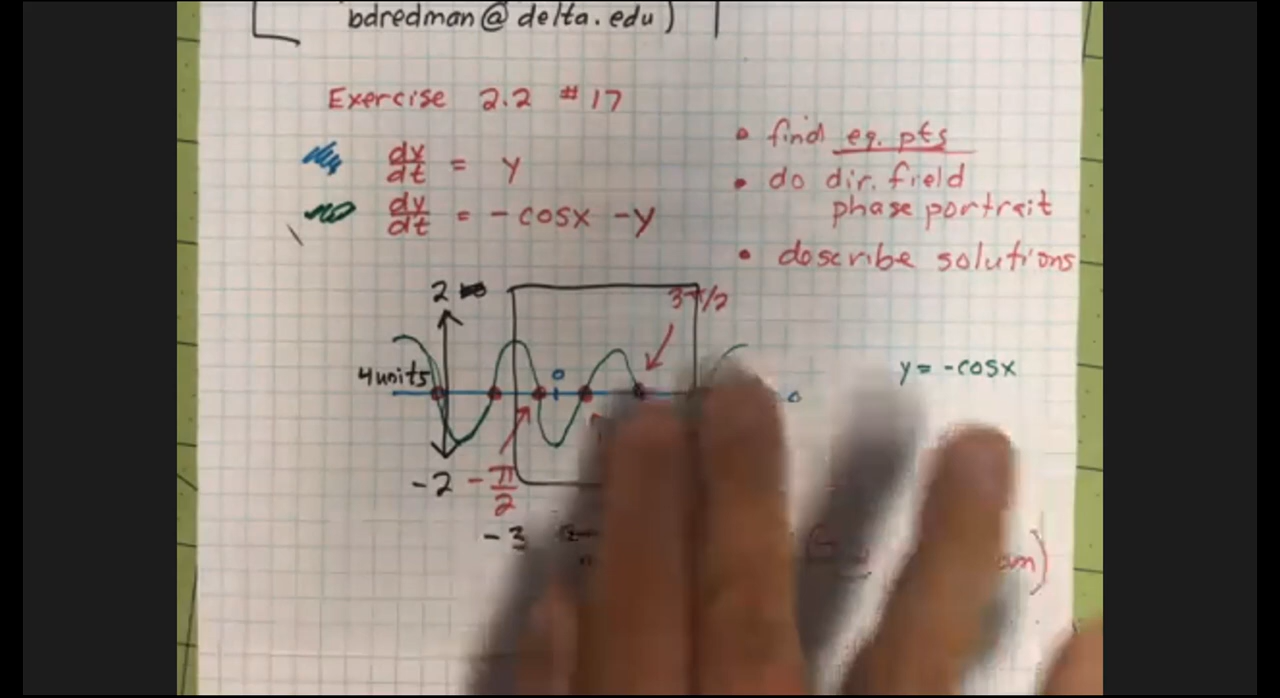 bdredman@delta.edu)
Exercise 2.2 #17
dx/dt = y
dy/dt = -cosx -y
• find eq. pts
• do dir. field
phase portrait
• describe solutions
2
3π/2
4units
0
y = -cosx
-2
-π/2
-3